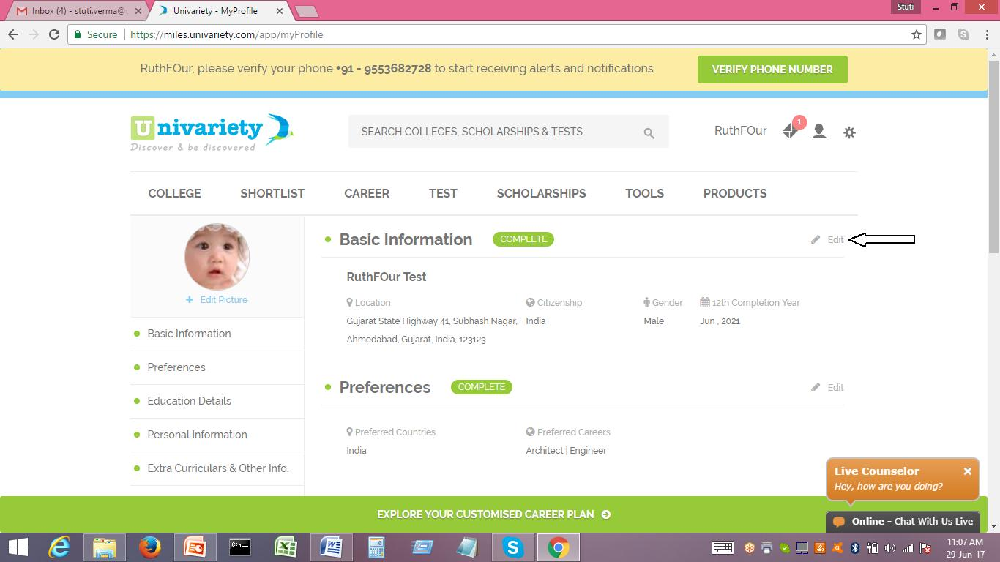 Inbox (4) - stuti.verma@
Univariety - MyProfile
Stuti
Secure
https://miles.univariety.com/app/myProfile
RuthFOur, please verify your phone +91 - 9553682728 to start receiving alerts and notifications.
VERIFY PHONE NUMBER
Univariety
Discover & be discovered
SEARCH COLLEGES, SCHOLARSHIPS & TESTS
RuthFOur
1
COLLEGE SHORTLIST CAREER TEST SCHOLARSHIPS TOOLS PRODUCTS
Edit Picture
Basic Information
Preferences
Education Details
Personal Information
Extra Curriculars & Other Info.
Basic Information COMPLETE Edit
RuthFOur Test
Location Citizenship Gender 12th Completion Year
Gujarat State Highway 41, Subhash Nagar, India Male Jun , 2021
Ahmedabad, Gujarat, India, 123123
Preferences COMPLETE Edit
Preferred Countries Preferred Careers
India Architect | Engineer
Live Counselor
Hey, how are you doing?
EXPLORE YOUR CUSTOMISED CAREER PLAN
Online - Chat With Us Live
11:07 AM
29-Jun-17